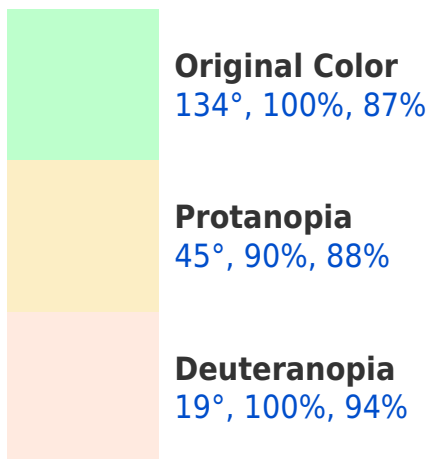 Original Color
134°, 100%, 87%
Protanopia
45°, 90%, 88%
Deuteranopia
19°, 100%, 94%